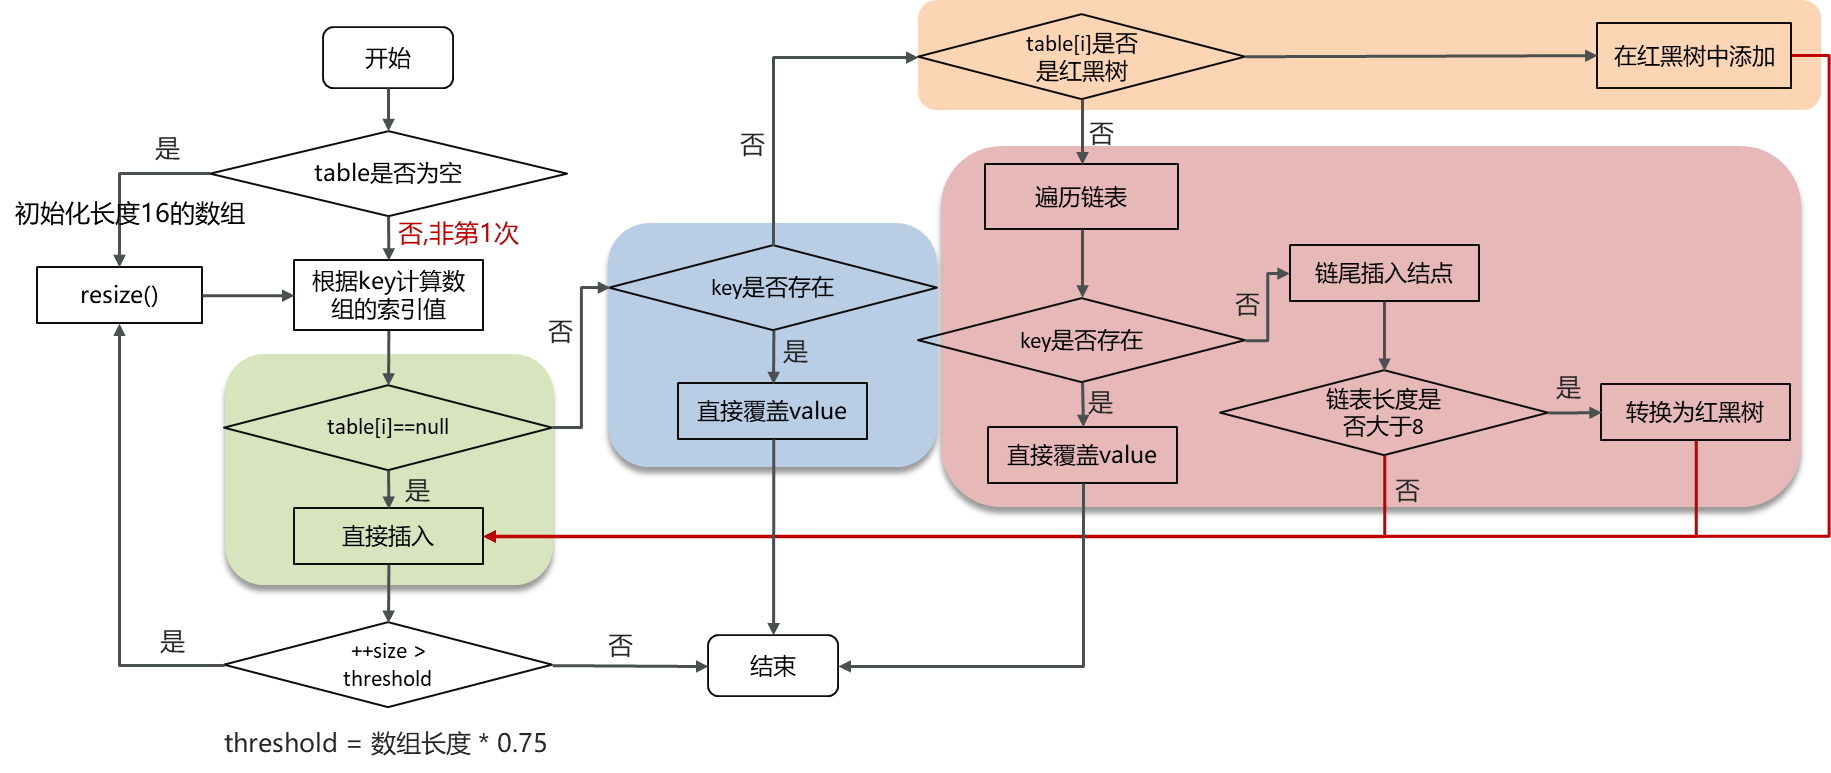 开始
table是否为空
是
初始化长度16的数组
否,非第1次
resize()
根据key计算数
组的索引值
table[i]==null
否
是
直接插入
++size >
threshold
是
否
threshold = 数组长度 * 0.75
key是否存在
否
是
直接覆盖value
结束
table[i]是否
是红黑树
在红黑树中添加
否
遍历链表
key是否存在
否
是
直接覆盖value
链尾插入结点
链表长度是
否大于8
是
转换为红黑树
否